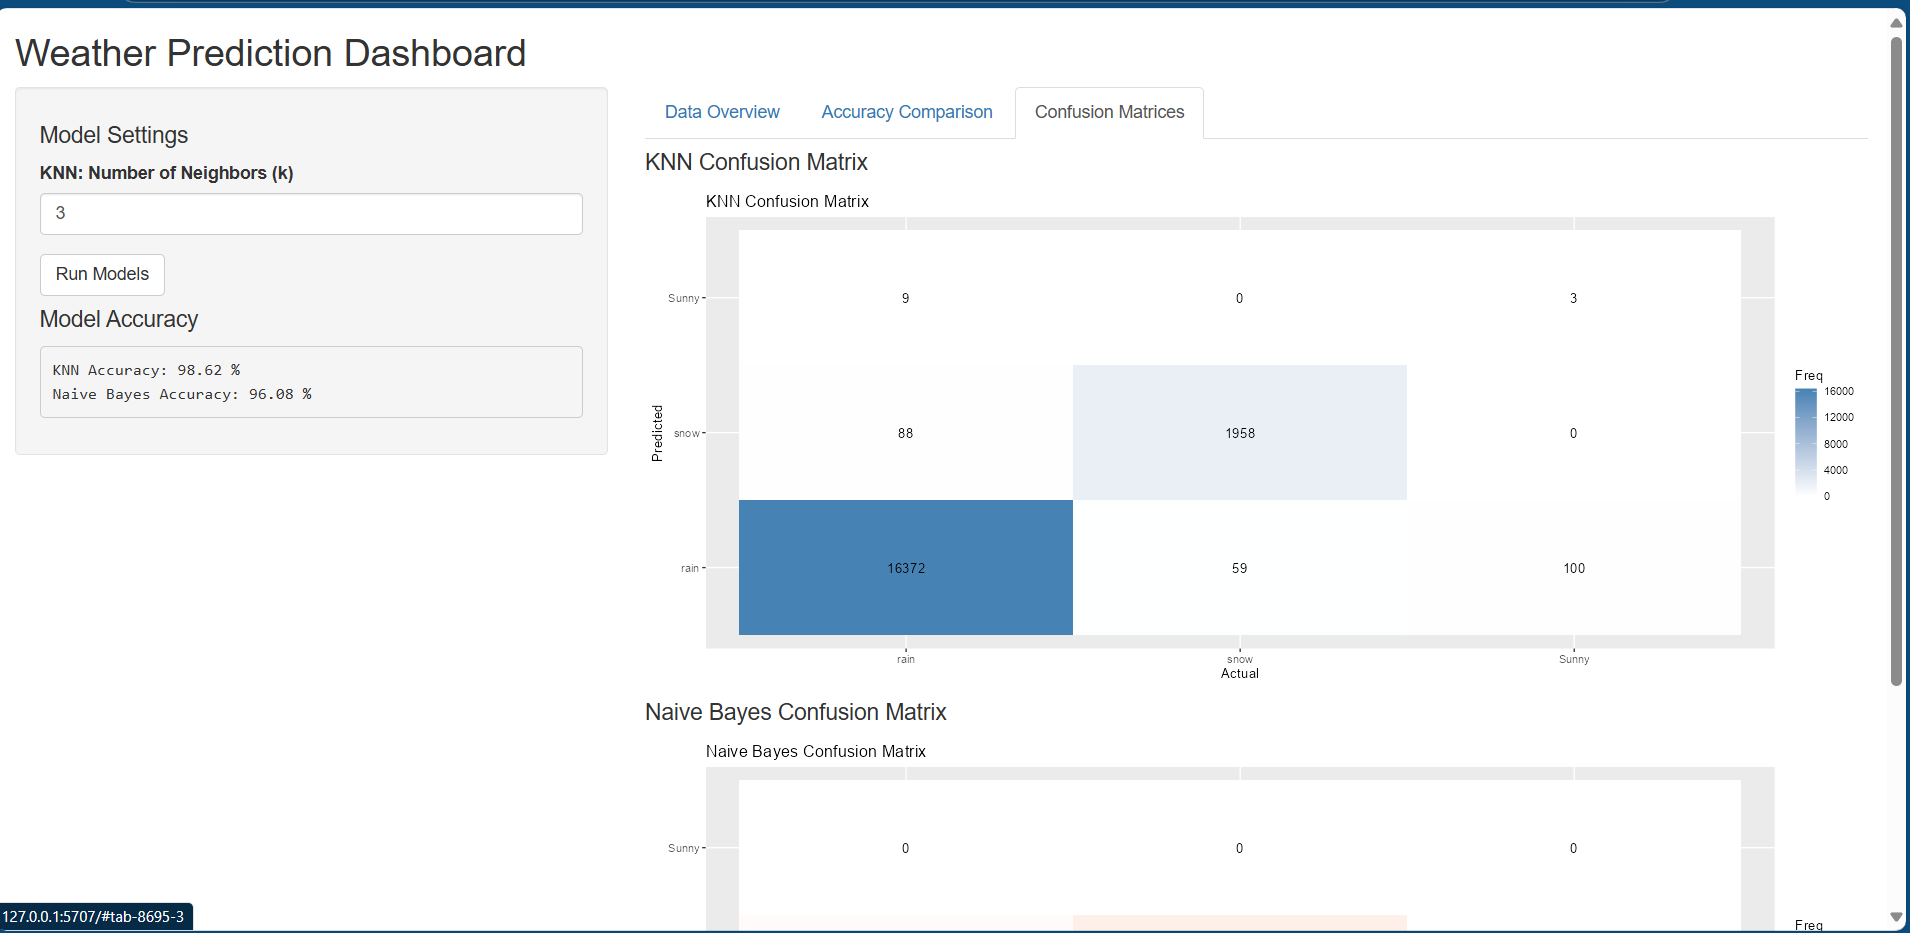 Weather Prediction Dashboard
Model Settings
KNN: Number of Neighbors (k)
3
Run Models
Model Accuracy
KNN Accuracy: 98.62 %
Naive Bayes Accuracy: 96.08 %
Data Overview
Accuracy Comparison
Confusion Matrices
KNN Confusion Matrix
KNN Confusion Matrix
Sunny
9
0
3
snow
88
1958
0
rain
16372
59
100
rain
snow
Sunny
Actual
Predicted
Freq
16000
12000
8000
4000
0
Naive Bayes Confusion Matrix
Naive Bayes Confusion Matrix
Sunny
0
0
0
Freq
127.0.0.1:5707/#tab-8695-3